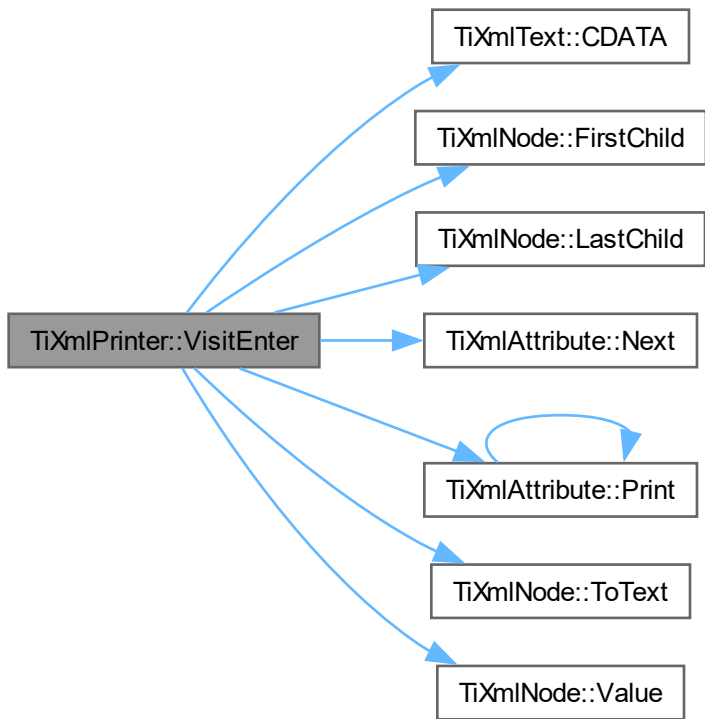 TiXmlText::CDATA
TiXmlNode::FirstChild
TiXmlNode::LastChild
TiXmlPrinter::VisitEnter
TiXmlAttribute::Next
TiXmlAttribute::Print
TiXmlNode::ToText
TiXmlNode::Value